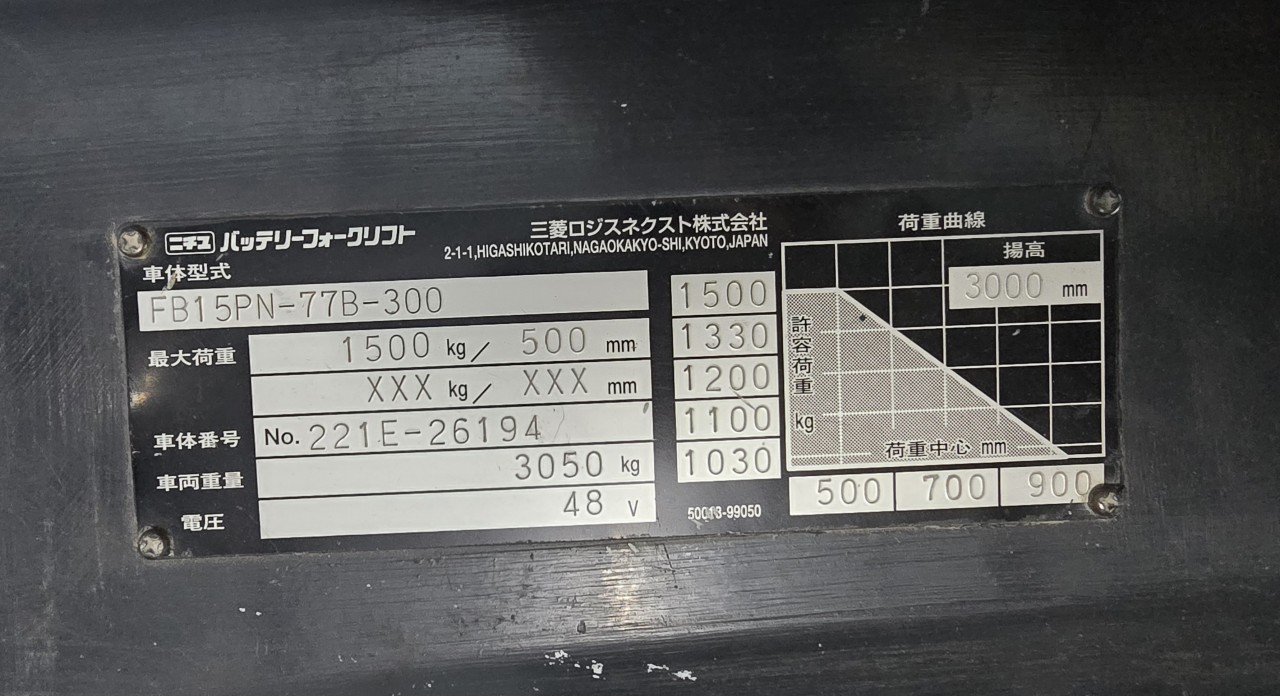 ニチユ バッテリーフォークリフト
三菱ロジスネクスト株式会社
2-1-1,HIGASHIKOTARI,NAGAOKAKYO-SHI,KYOTO,JAPAN
車体型式
FB15PN-77B-300
最大荷重 1500 kg/ 500 mm
XXX kg/ XXX mm
車体番号 No. 221E-26194
車両重量 3050 kg
電圧 48 V
1500
1330
1200
1100
1030
50013-99050
荷重曲線
揚高
3000 mm
許容荷重 kg
荷重中心 mm
500 700 900